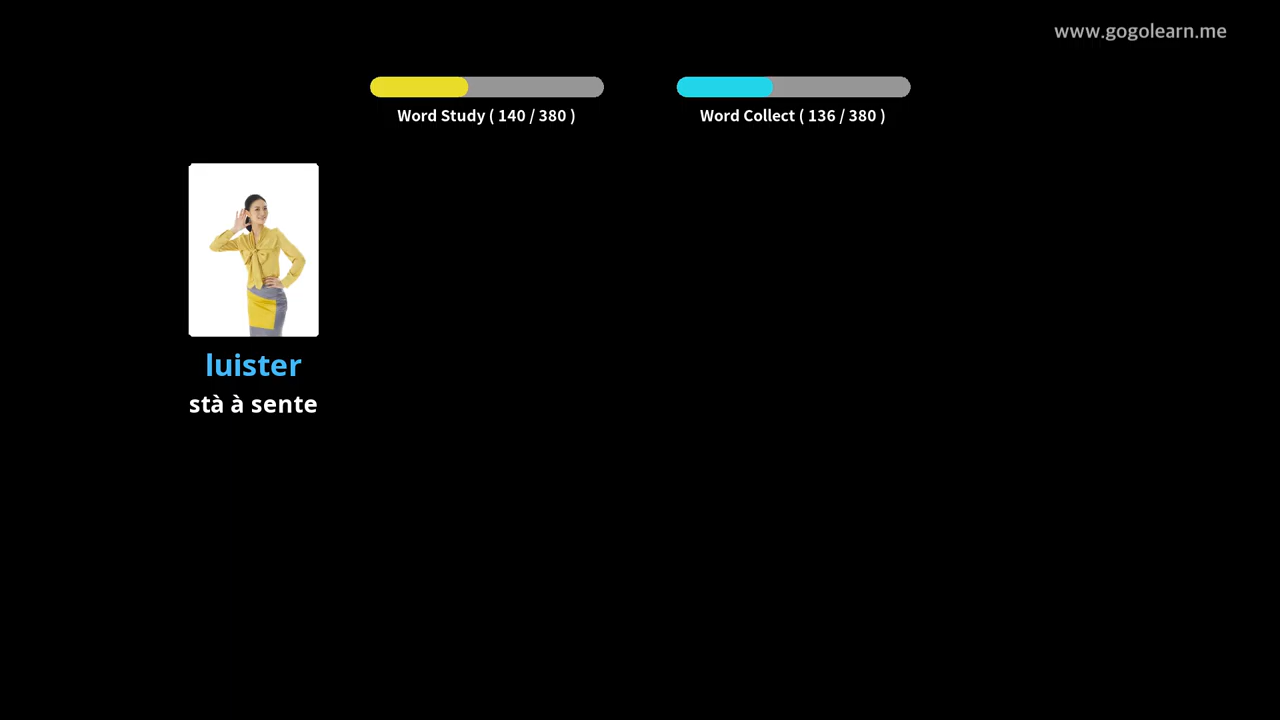 www.gogolearn.me
Word Study ( 140 / 380 )
Word Collect ( 136 / 380 )
luister
stà à sente